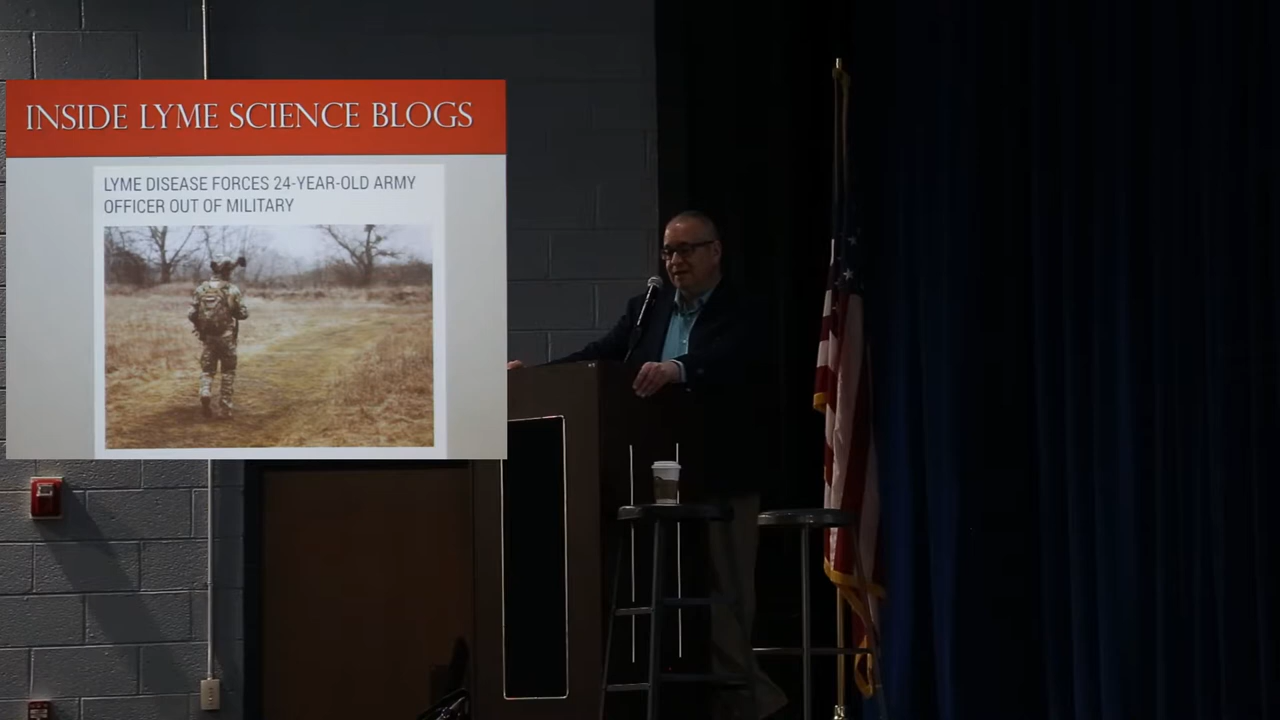 INSIDE LYME SCIENCE BLOGS
LYME DISEASE FORCES 24-YEAR-OLD ARMY
OFFICER OUT OF MILITARY